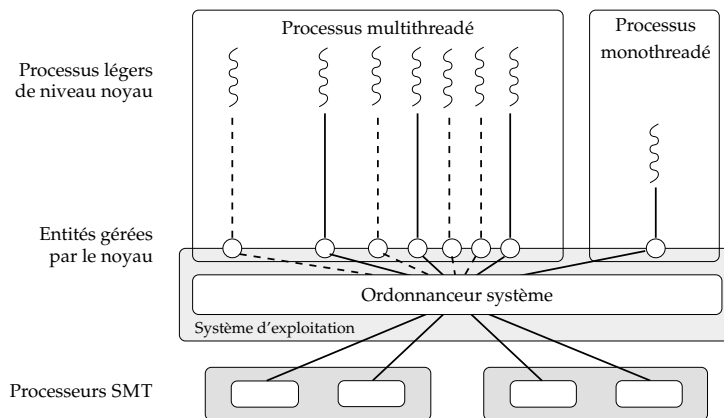 Processus multithreadé
Processus
monothreadé
Processus légers
de niveau noyau
Entités gérées
par le noyau
Ordonnanceur système
Système d'exploitation
Processeurs SMT